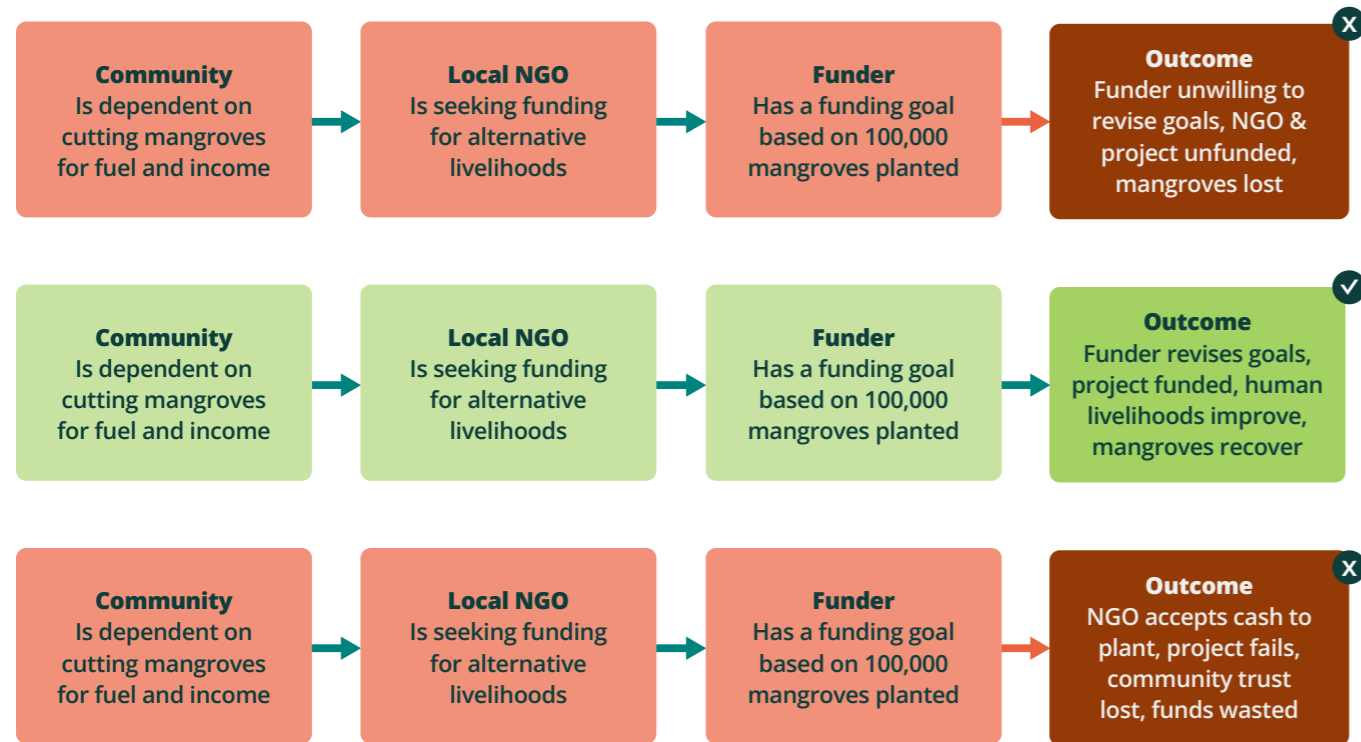 Community
Is dependent on
cutting mangroves
for fuel and income
Local NGO
Is seeking funding
for alternative
livelihoods
Funder
Has a funding goal
based on 100,000
mangroves planted
X
Outcome
Funder unwilling to
revise goals, NGO &
project unfunded,
mangroves lost
Community
Is dependent on
cutting mangroves
for fuel and income
Local NGO
Is seeking funding
for alternative
livelihoods
Funder
Has a funding goal
based on 100,000
mangroves planted
Outcome
Funder revises goals,
project funded, human
livelihoods improve,
mangroves recover
Community
Is dependent on
cutting mangroves
for fuel and income
Local NGO
Is seeking funding
for alternative
livelihoods
Funder
Has a funding goal
based on 100,000
mangroves planted
X
Outcome
NGO accepts cash to
plant, project fails,
community trust
lost, funds wasted